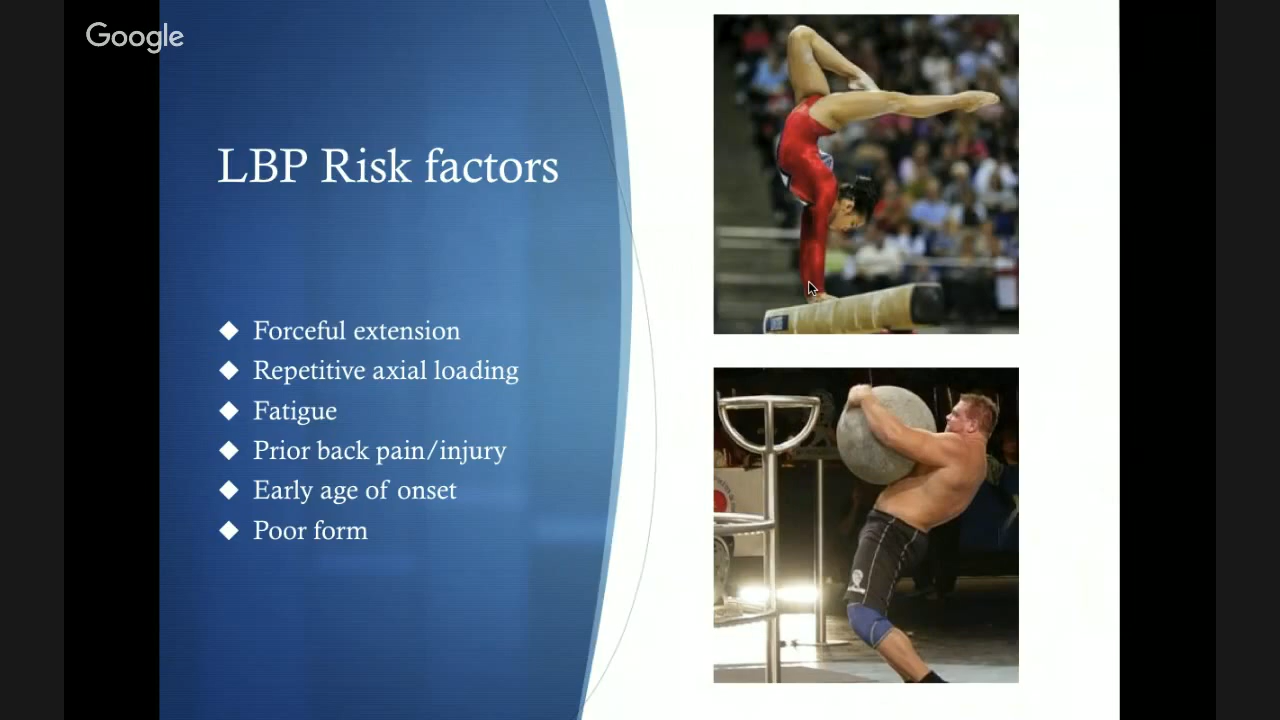 Google
LBP Risk factors
Forceful extension
Repetitive axial loading
Fatigue
Prior back pain/injury
Early age of onset
Poor form